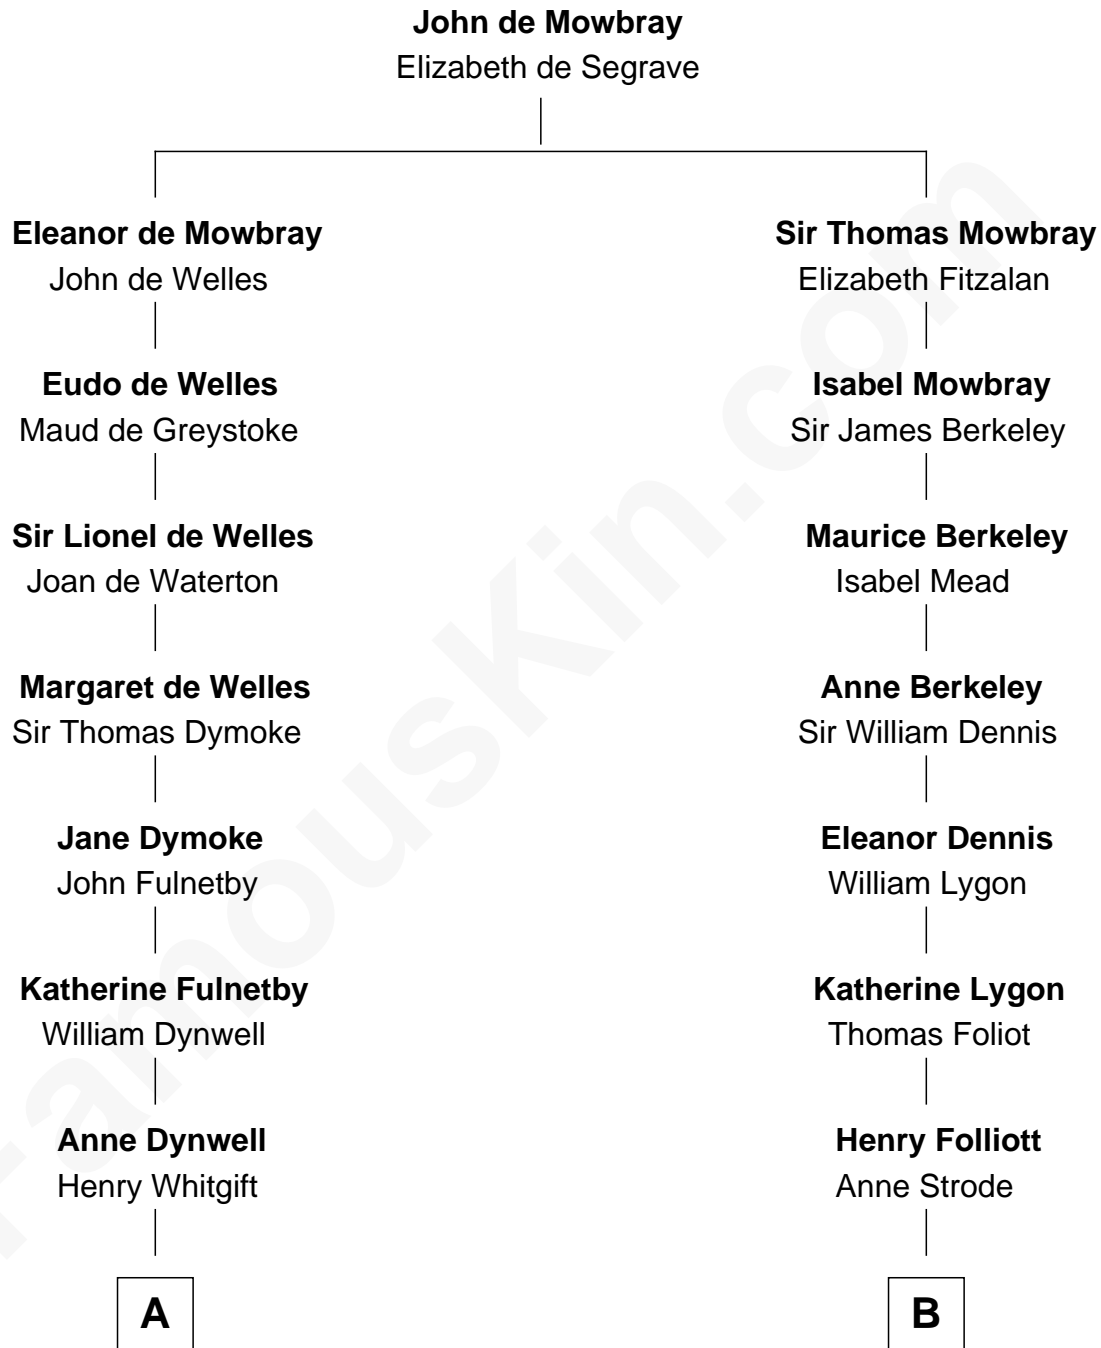 John de Mowbray
Elizabeth de Segrave
Eleanor de Mowbray
John de Welles
Sir Thomas Mowbray
Elizabeth Fitzalan
Eudo de Welles
Maud de Greystoke
Isabel Mowbray
Sir James Berkeley
Sir Lionel de Welles
Joan de Waterton
Maurice Berkeley
Isabel Mead
Margaret de Welles
Sir Thomas Dymoke
Anne Berkeley
Sir William Dennis
Jane Dymoke
John Fulnetby
Eleanor Dennis
William Lygon
Katherine Fulnetby
William Dynwell
Katherine Lygon
Thomas Foliot
Anne Dynwell
Henry Whitgift
Henry Folliott
Anne Strode
A
B
FamousKin.com